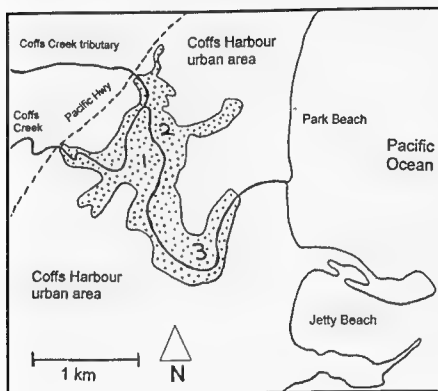 Coffs Creek tributary
Coffs Harbour
urban area
Pacific Hwy
Coffs
Creek
Park Beach
Pacific
Ocean
2
1
3
Coffs Harbour
urban area
Jetty Beach
1 km
N